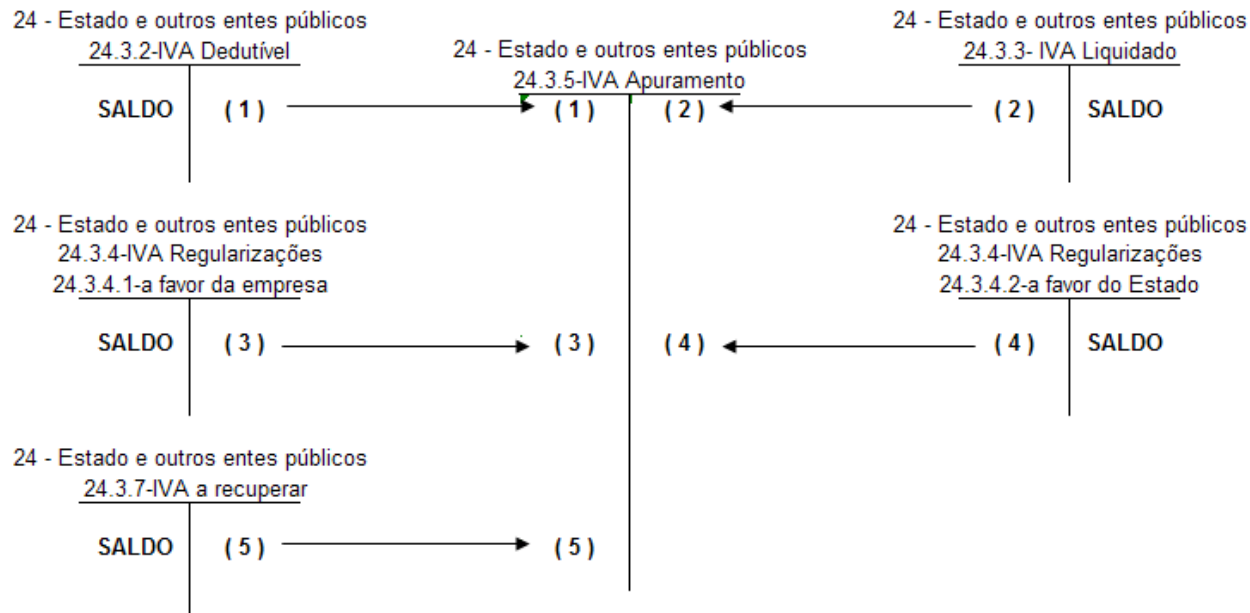 24 - Estado e outros entes públicos
24.3.2-IVA Dedutível
SALDO (1)
24 - Estado e outros entes públicos
24.3.5-IVA Apuramento
(1) (2)
24 - Estado e outros entes públicos
24.3.3- IVA Liquidado
(2) SALDO
24 - Estado e outros entes públicos
24.3.4-IVA Regularizações
24.3.4.1-a favor da empresa
SALDO (3)
(3) (4)
24 - Estado e outros entes públicos
24.3.4-IVA Regularizações
24.3.4.2-a favor do Estado
(4) SALDO
24 - Estado e outros entes públicos
24.3.7-IVA a recuperar
SALDO (5)
(5)